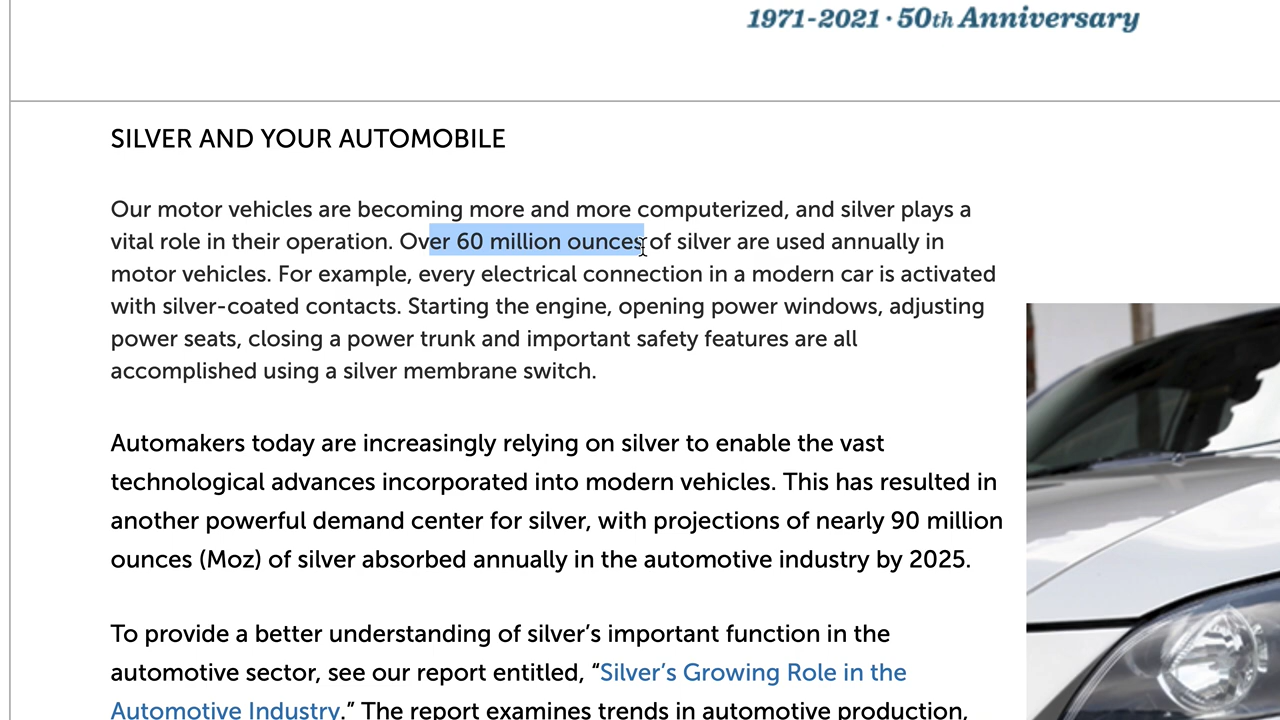 1971-2021 · 50th Anniversary
SILVER AND YOUR AUTOMOBILE
Our motor vehicles are becoming more and more computerized, and silver plays a
vital role in their operation. Over 60 million ounces of silver are used annually in
motor vehicles. For example, every electrical connection in a modern car is activated
with silver-coated contacts. Starting the engine, opening power windows, adjusting
power seats, closing a power trunk and important safety features are all
accomplished using a silver membrane switch.
Automakers today are increasingly relying on silver to enable the vast
technological advances incorporated into modern vehicles. This has resulted in
another powerful demand center for silver, with projections of nearly 90 million
ounces (Moz) of silver absorbed annually in the automotive industry by 2025.
To provide a better understanding of silver’s important function in the
automotive sector, see our report entitled, “Silver’s Growing Role in the
Automotive Industry.” The report examines trends in automotive production,